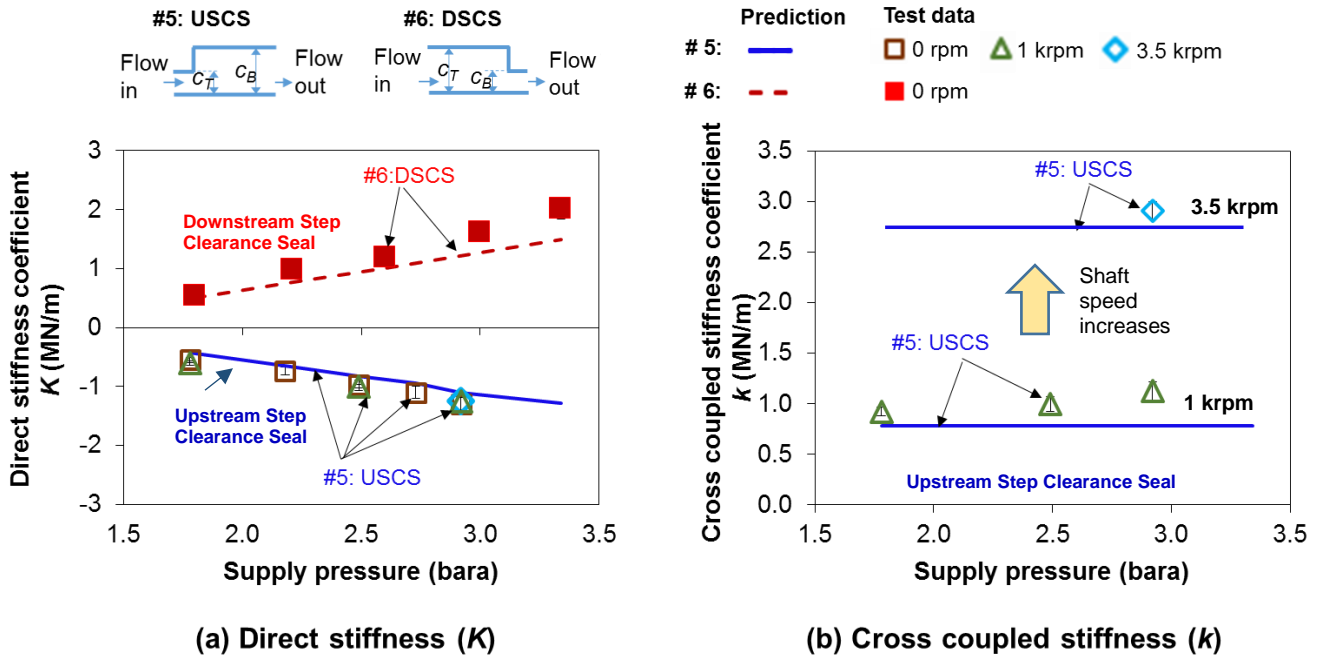 #5: USCS
#6: DSCS
Flow in
c_T
c_B
Flow out
Flow in
c_T
c_B
Flow out
Prediction
Test data
# 5:
0 rpm
1 krpm
3.5 krpm
# 6:
0 rpm
Direct stiffness coefficient
K (MN/m)
3
2
1
0
-1
-2
-3
#6:DSCS
Downstream Step
Clearance Seal
Upstream Step
Clearance Seal
#5: USCS
1.5
2.0
2.5
3.0
3.5
Supply pressure (bara)
(a) Direct stiffness (K)
Cross coupled stiffness coefficient
k (MN/m)
3.5
3.0
2.5
2.0
1.5
1.0
0.5
0.0
#5: USCS
3.5 krpm
Shaft
speed
increases
#5: USCS
1 krpm
Upstream Step Clearance Seal
1.5
2.0
2.5
3.0
3.5
Supply pressure (bara)
(b) Cross coupled stiffness (k)